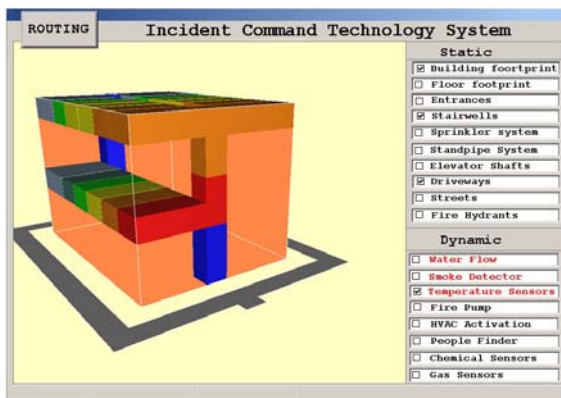 ROUTING
Incident Command Technology System
Static
Building foortprint
Floor footprint
Entrances
Stairwells
Sprinkler system
Standpipe System
Elevator Shafts
Driveways
Streets
Fire Hydrants
Dynamic
Water Flow
Smoke Detector
Temperature Sensors
Fire Pump
HVAC Activation
People Finder
Chemical Sensors
Gas Sensors